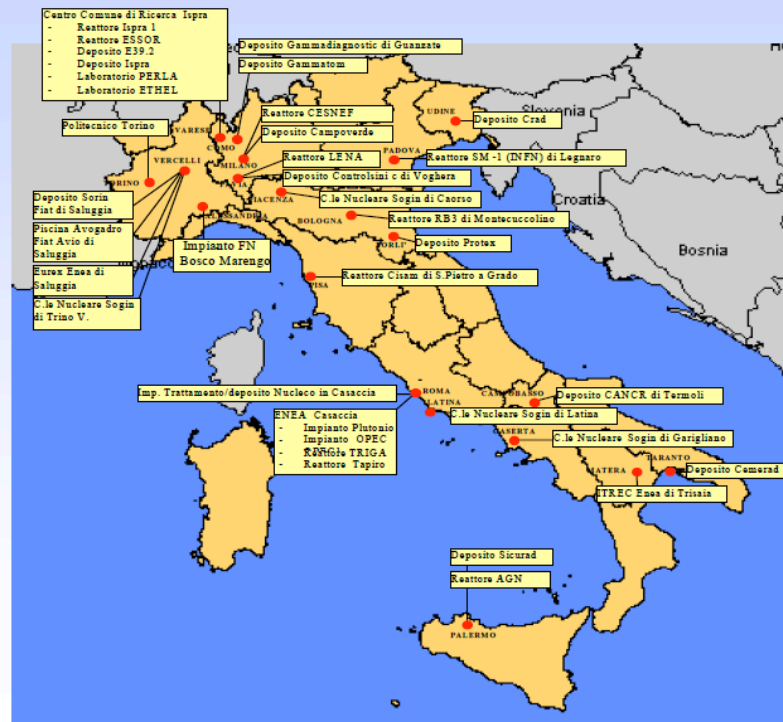 Centro Comune di Ricerca Ispra
- Reattore Ispra 1
- Reattore ESSOR
- Deposito E39.2
- Deposito Ispra
- Laboratorio PERLA
- Laboratorio ETHEL
Deposito Gammadiagnostic di Guanzate
Deposito Gammatom
Slovenia
UDINE
Deposito Crad
Reattore CESNEF
Deposito Campoverde
Politecnico Torino
VARESE
COMO
MILANO
VERCELLI
Reattore LENA
PADOVA
Reattore SM -1 (INFN) di Legnaro
Deposito Controlsini c di Voghera
C.le Nucleare Sogin di Caorso
Croatia
Deposito Sorin
Fiat di Saluggia
BOLOGNA
Reattore RB3 di Montecuccolino
Piscina Avogadro
Fiat Avio di
Saluggia
Impianto FN
Bosco Marengo
Deposito Protex
Bosnia
Eurex Enea di
Saluggia
Reattore Cisam di S.Pietro a Grado
PISA
C.le Nucleare Sogin
di Trino V.
Imp. Trattamento/deposito Nucleco in Casaccia
ROMA
LATINA
Deposito CANCR di Termoli
ENEA Casaccia
- Impianto Plutonio
- Impianto OPEC
- Reattore TRIGA
- Reattore Tapiro
C.le Nucleare Sogin di Latina
CASERTA
C.le Nucleare Sogin di Garigliano
TARANTO
MATERA
Deposito Cemerad
ITREC Enea di Trisaia
Deposito Sicurad
Reattore AGN
PALERMO